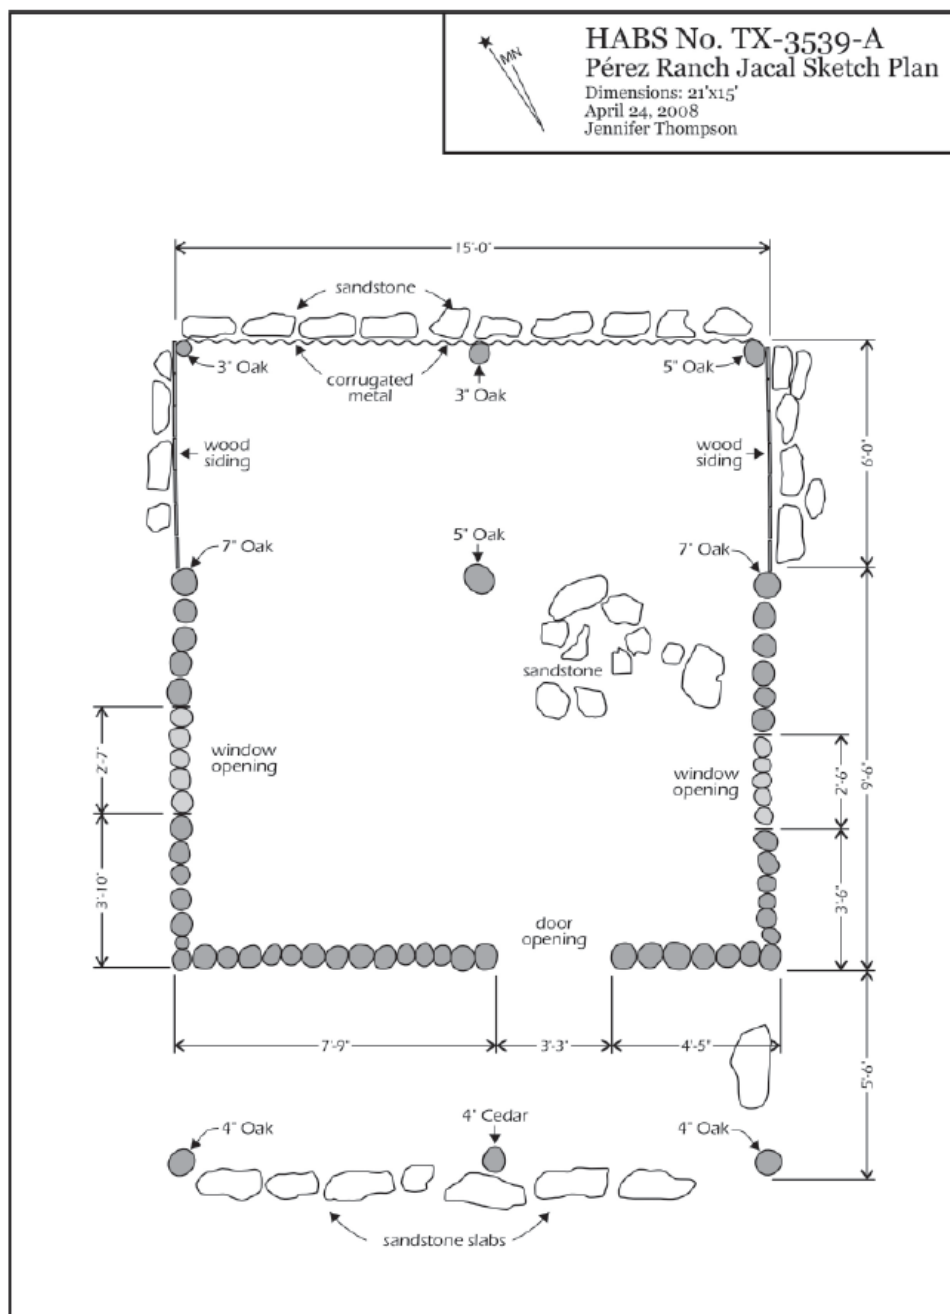 MN
HABS No. TX-3539-A
Pérez Ranch Jacal Sketch Plan
Dimensions: 21'x15'
April 24, 2008
Jennifer Thompson
15'-0"
sandstone
3" Oak
corrugated
metal
3" Oak
5" Oak
wood
siding
wood
siding
6'-0"
7" Oak
5" Oak
7" Oak
sandstone
window
opening
2'-7"
window
opening
2'-6"
9'-6"
3'-10"
3'-6"
door
opening
7'-9"
3'-3"
4'-5"
5'-6"
4" Oak
4" Cedar
4" Oak
sandstone slabs